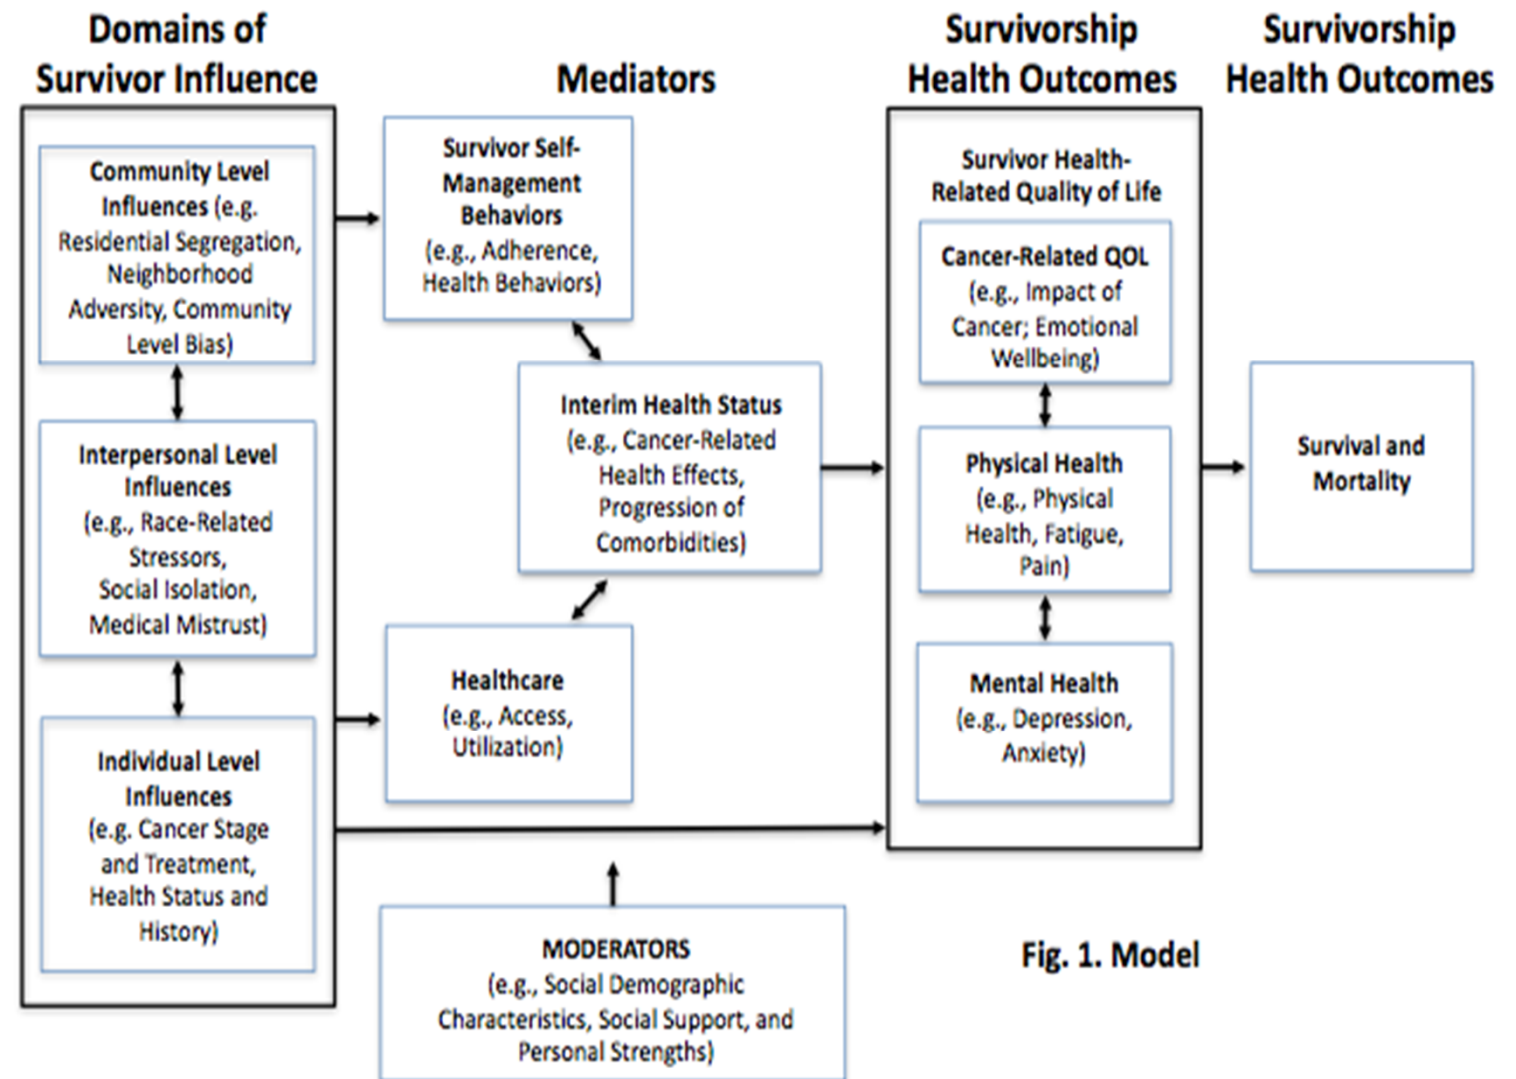 Domains of
Survivor Influence
Mediators
Survivorship
Health Outcomes
Survivorship
Health Outcomes
Community Level
Influences (e.g.
Residential Segregation,
Neighborhood
Adversity, Community
Level Bias)
Interpersonal Level
Influences
(e.g., Race-Related
Stressors,
Social Isolation,
Medical Mistrust)
Individual Level
Influences
(e.g. Cancer Stage
and Treatment,
Health Status and
History)
Survivor Self-
Management
Behaviors
(e.g., Adherence,
Health Behaviors)
Interim Health Status
(e.g., Cancer-Related
Health Effects,
Progression of
Comorbidities)
Healthcare
(e.g., Access,
Utilization)
MODERATORS
(e.g., Social Demographic
Characteristics, Social Support, and
Personal Strengths)
Survivor Health-
Related Quality of Life
Cancer-Related QOL
(e.g., Impact of
Cancer; Emotional
Wellbeing)
Physical Health
(e.g., Physical
Health, Fatigue,
Pain)
Mental Health
(e.g., Depression,
Anxiety)
Survival and
Mortality
Fig. 1. Model